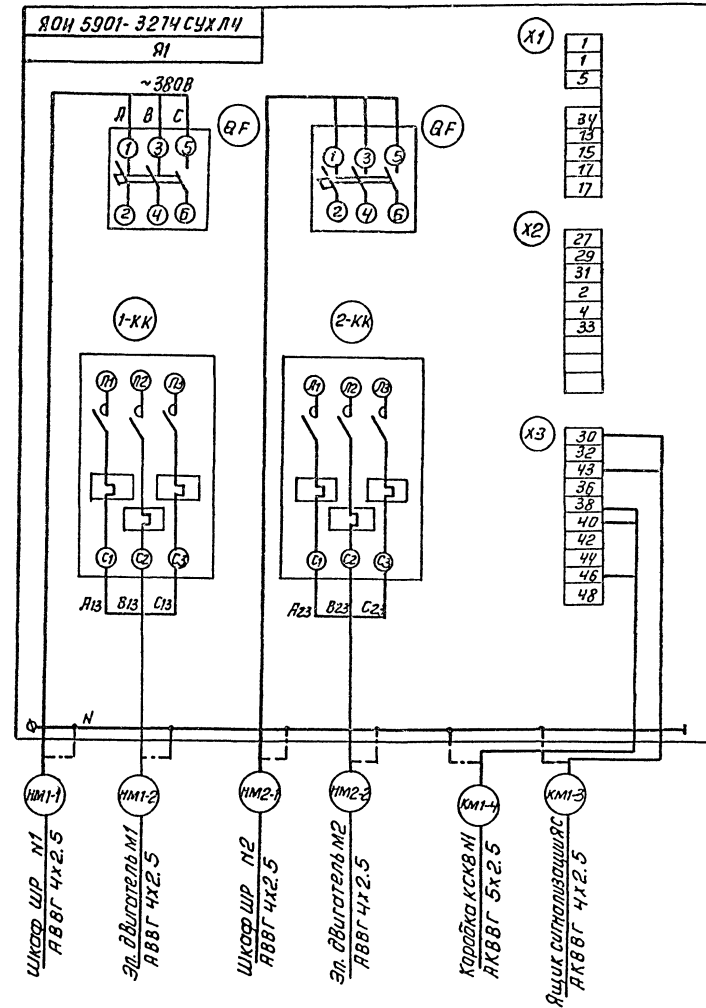 ЯОИ 5901-3274СУХЛ4
Я1
~380В
А В С
QF
1 3 5
2 4 6
QF
1 3 5
2 4 6
X1
1
1
5
34
13
15
17
17
X2
27
29
31
2
4
33
1-КК
Л1 Л2 Л3
С1 С2 С3
А13 В13 С13
2-КК
Л1 Л2 Л3
С1 С2 С3
А23 В23 С23
X3
30
32
43
36
38
40
42
44
46
48
N
НМ1-1
НМ1-2
НМ2-1
НМ2-2
КМ1-4
КМ1-3
Шкаф ШР N1
АВВГ 4х2.5
Эл. двигатель М1
АВВГ 4х2.5
Шкаф ШР N2
АВВГ 4х2.5
Эл. двигатель М2
АВВГ 4х2.5
Коробка КСКВ N1
АКВВГ 5х2.5
Ящик сигнализации ЯС
АКВВГ 4х2.5